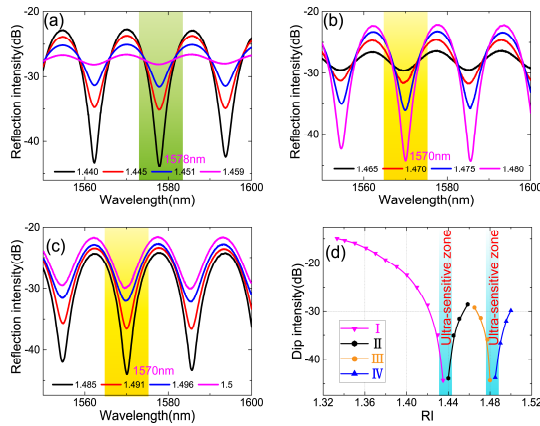 (a)
Reflection intensity(dB)
-20
-30
-40
1578nm
1.440 1.445 1.451 1.459
1560 1580 1600
Wavelength(nm)
(b)
Reflection intensity(dB)
-20
-30
-40
1570nm
1.465 1.470 1.475 1.480
1560 1580 1600
Wavelength(nm)
(c)
Reflection intensity(dB)
-20
-30
-40
1570nm
1.485 1.491 1.496 1.5
1560 1580 1600
Wavelength(nm)
(d)
Dip intensity(dB)
-20
-30
-40
Ultra-sensitive zone
Ultra-sensitive zone
I
II
III
IV
1.32 1.36 1.40 1.44 1.48 1.52
RI